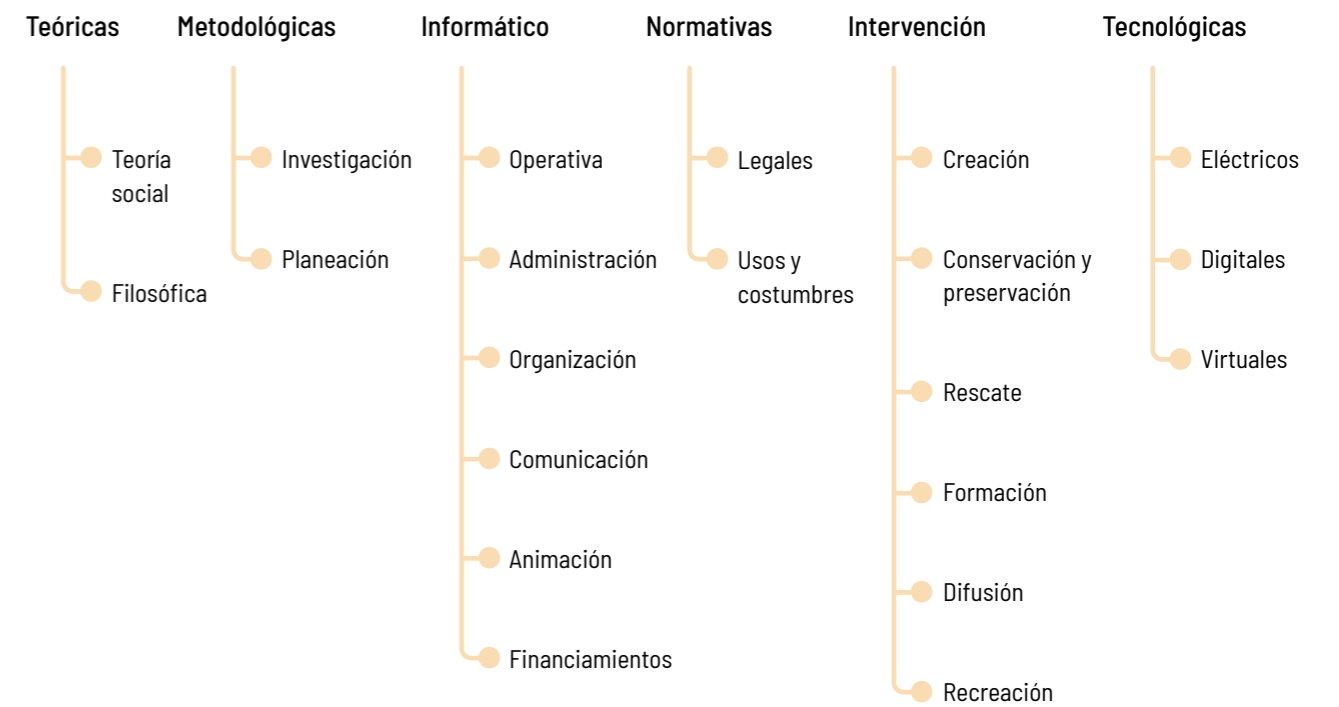 Teóricas
Teoría
social
Filosófica
Metodológicas
Investigación
Planeación
Informático
Operativa
Administración
Organización
Comunicación
Animación
Financiamientos
Normativas
Legales
Usos y
costumbres
Intervención
Creación
Conservación y
preservación
Rescate
Formación
Difusión
Recreación
Tecnológicas
Eléctricos
Digitales
Virtuales